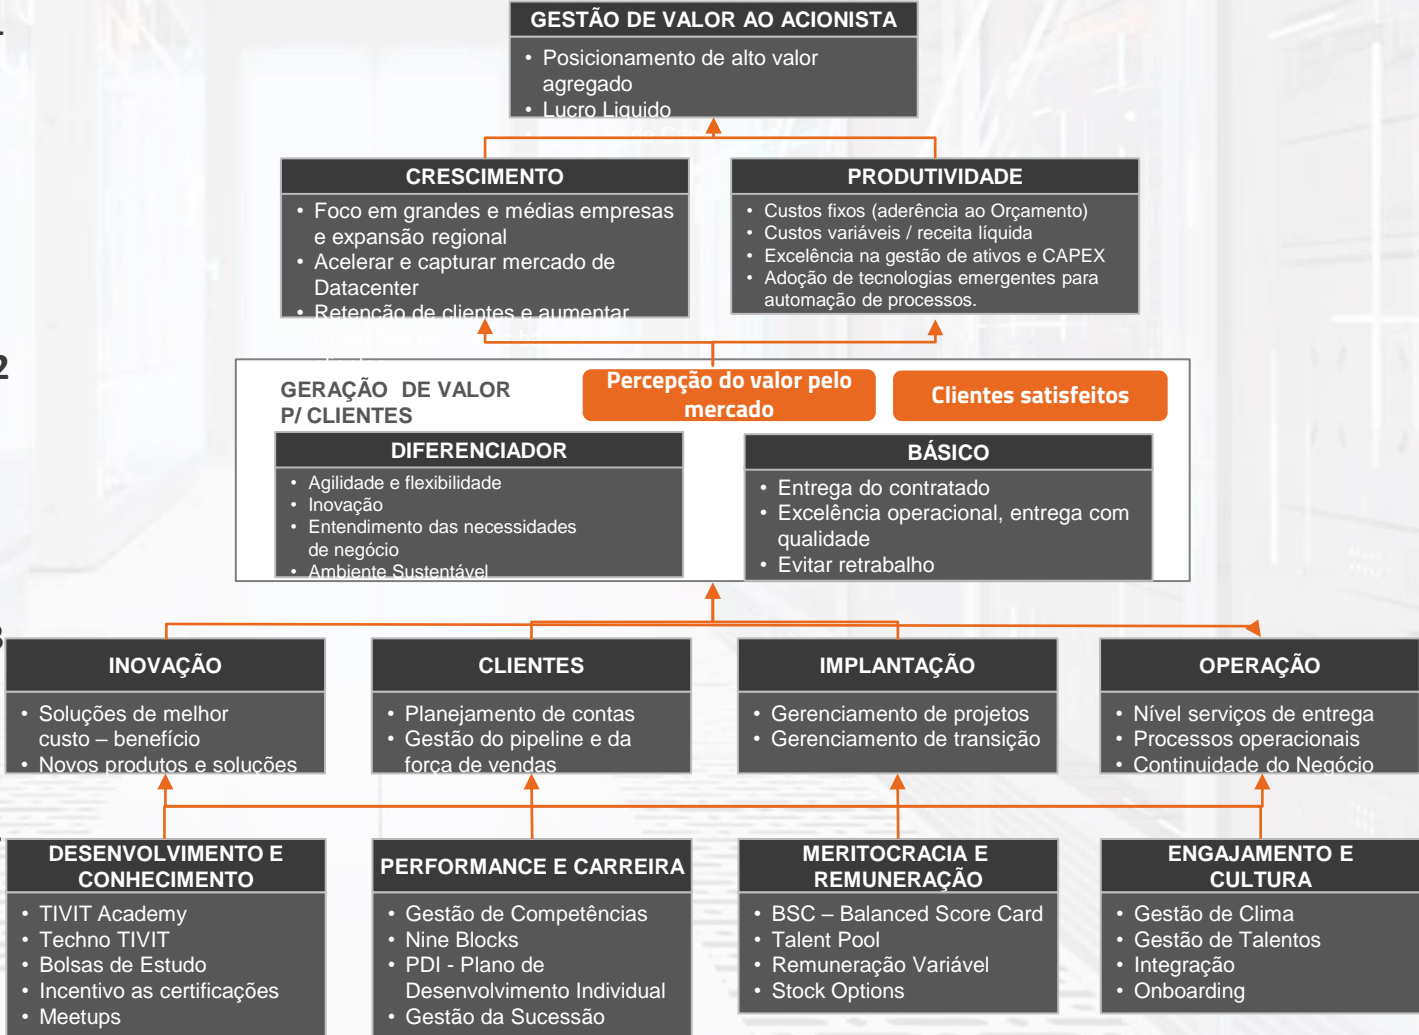 GESTÃO DE VALOR AO ACIONISTA
• Posicionamento de alto valor
agregado
• Lucro Liquido
CRESCIMENTO
• Foco em grandes e médias empresas
e expansão regional
• Acelerar e capturar mercado de
Datacenter
• Retenção de clientes e aumentar
PRODUTIVIDADE
• Custos fixos (aderência ao Orçamento)
• Custos variáveis / receita líquida
• Excelência na gestão de ativos e CAPEX
• Adoção de tecnologias emergentes para
automação de processos.
2
GERAÇÃO DE VALOR
P/ CLIENTES
Percepção do valor pelo
mercado
Clientes satisfeitos
DIFERENCIADOR
• Agilidade e flexibilidade
• Inovação
• Entendimento das necessidades
de negócio
• Ambiente Sustentável
BÁSICO
• Entrega do contratado
• Excelência operacional, entrega com
qualidade
• Evitar retrabalho
3
INOVAÇÃO
• Soluções de melhor
custo – benefício
• Novos produtos e soluções
CLIENTES
• Planejamento de contas
• Gestão do pipeline e da
força de vendas
IMPLANTAÇÃO
• Gerenciamento de projetos
• Gerenciamento de transição
OPERAÇÃO
• Nível serviços de entrega
• Processos operacionais
• Continuidade do Negócio
DESENVOLVIMENTO E
CONHECIMENTO
• TIVIT Academy
• Techno TIVIT
• Bolsas de Estudo
• Incentivo as certificações
• Meetups
PERFORMANCE E CARREIRA
• Gestão de Competências
• Nine Blocks
• PDI - Plano de
Desenvolvimento Individual
• Gestão da Sucessão
MERITOCRACIA E
REMUNERAÇÃO
• BSC – Balanced Score Card
• Talent Pool
• Remuneração Variável
• Stock Options
ENGAJAMENTO E
CULTURA
• Gestão de Clima
• Gestão de Talentos
• Integração
• Onboarding